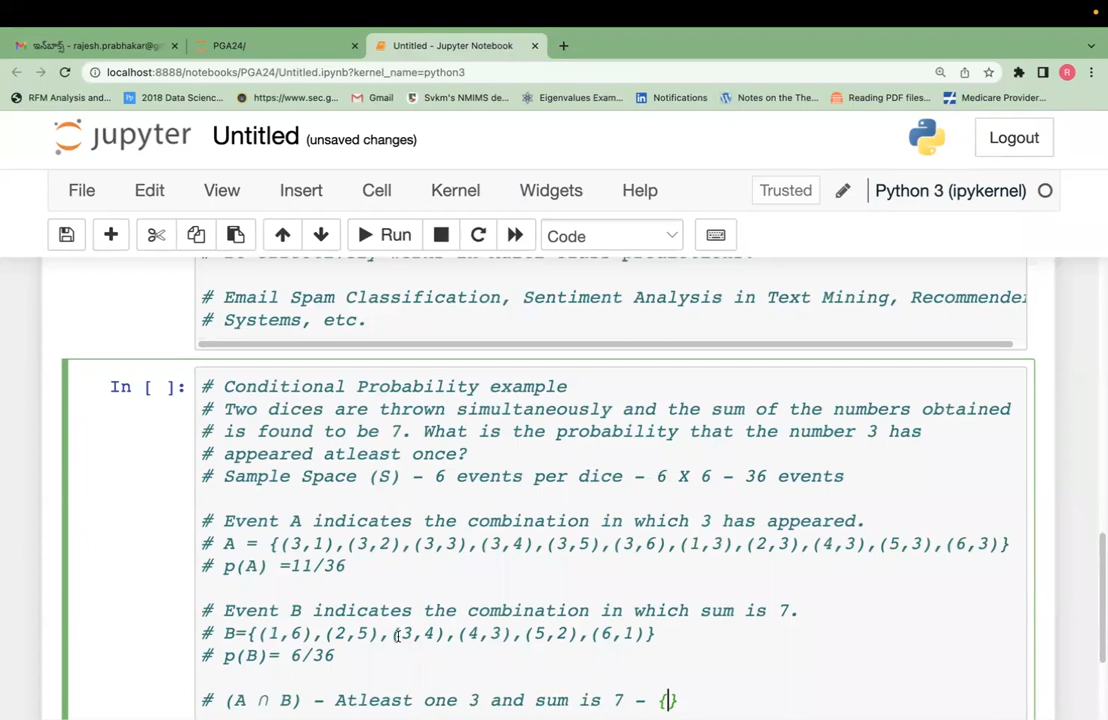 ఇన్‌బాక్స్ - rajesh.prabhakar@g
PGA24/
Untitled - Jupyter Notebook
localhost:8888/notebooks/PGA24/Untitled.ipynb?kernel_name=python3
RFM Analysis and...
2018 Data Scienc...
https://www.sec.g...
Gmail
Svkm's NMIMS de...
Eigenvalues Exam...
Notifications
Notes on the The...
Reading PDF files...
Medicare Provider...
jupyter Untitled (unsaved changes)
Logout
File Edit View Insert Cell Kernel Widgets Help
Trusted
Python 3 (ipykernel)
Run
Code
# Email Spam Classification, Sentiment Analysis in Text Mining, Recommender
# Systems, etc.
In [ ]:
# Conditional Probability example
# Two dices are thrown simultaneously and the sum of the numbers obtained
# is found to be 7. What is the probability that the number 3 has
# appeared atleast once?
# Sample Space (S) - 6 events per dice - 6 X 6 - 36 events
# Event A indicates the combination in which 3 has appeared.
# A = {(3,1),(3,2),(3,3),(3,4),(3,5),(3,6),(1,3),(2,3),(4,3),(5,3),(6,3)}
# p(A) =11/36
# Event B indicates the combination in which sum is 7.
# B={(1,6),(2,5),(3,4),(4,3),(5,2),(6,1)}
# p(B)= 6/36
# (A ∩ B) - Atleast one 3 and sum is 7 - {}